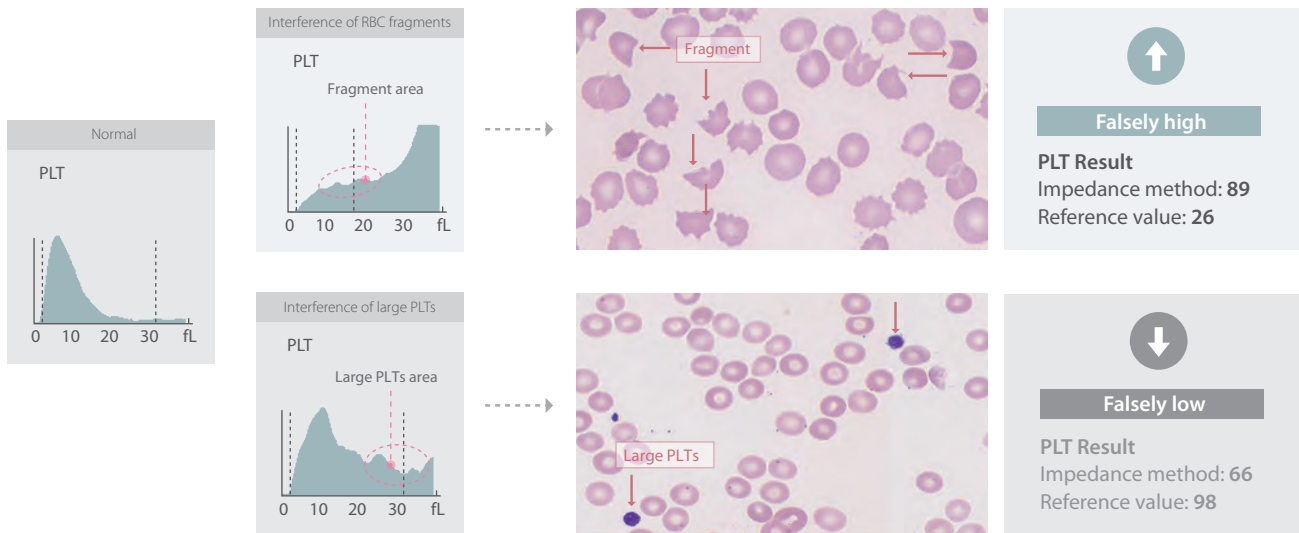 Normal
PLT
0 10 20 30 fL
Interference of RBC fragments
PLT
Fragment area
0 10 20 30 fL
Fragment
Falsely high
PLT Result
Impedance method: 89
Reference value: 26
Interference of large PLTs
PLT
Large PLTs area
0 10 20 30 fL
Large PLTs
Falsely low
PLT Result
Impedance method: 66
Reference value: 98